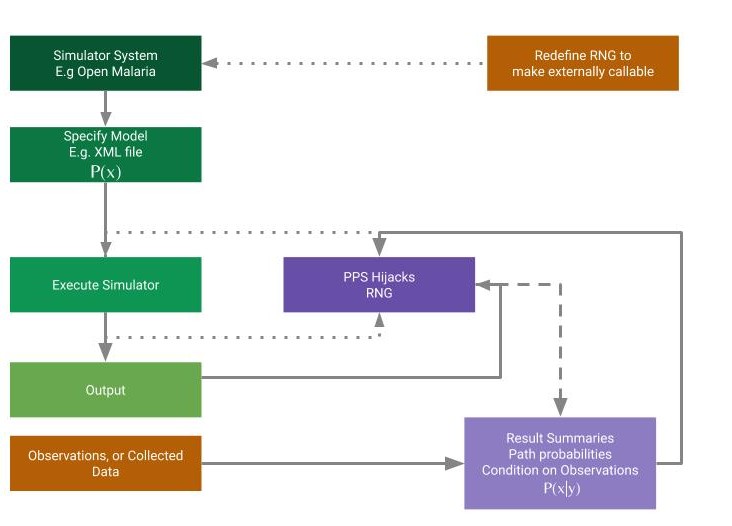 Simulator System
E.g Open Malaria
Redefine RNG to
make externally callable
Specify Model
E.g. XML file
P(x)
Execute Simulator
PPS Hijacks
RNG
Output
Observations, or Collected
Data
Result Summaries
Path probabilities
Condition on Observations
P(x|y)